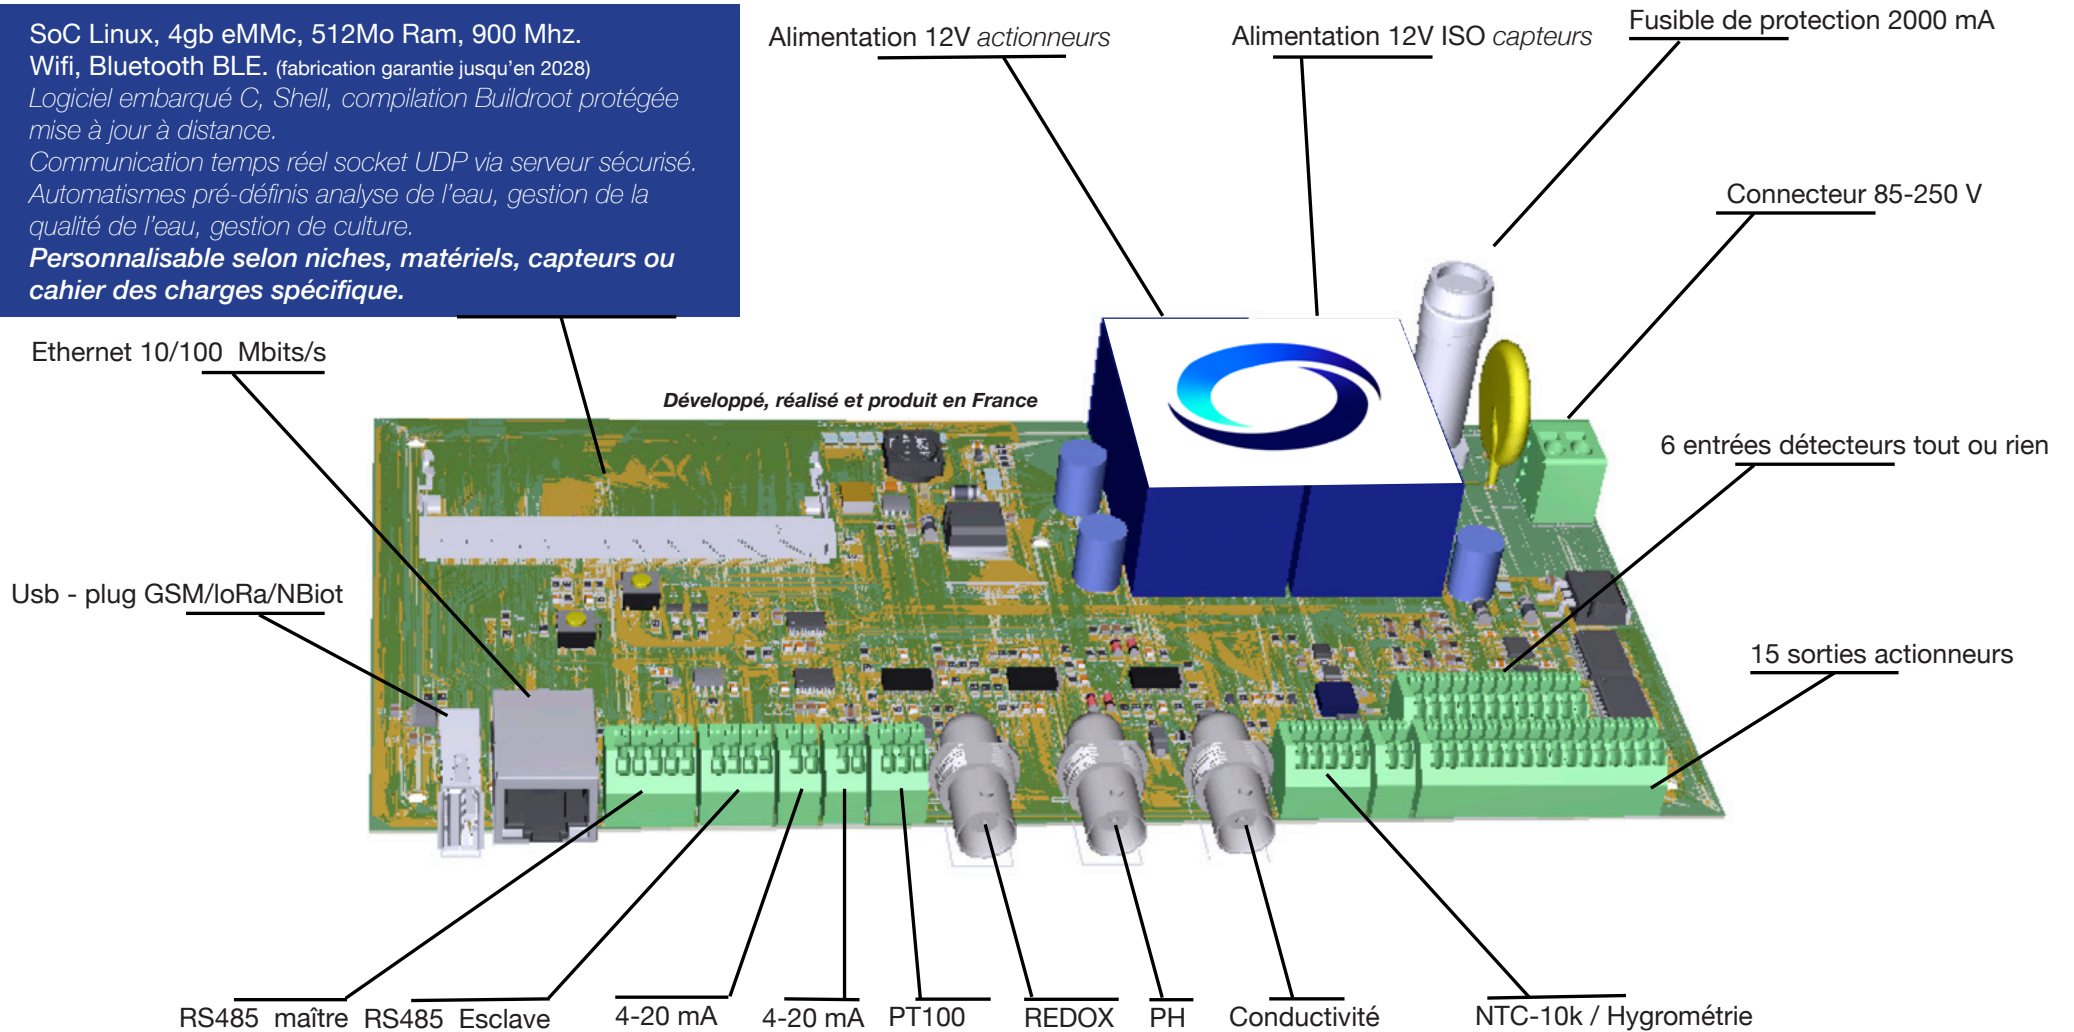 SoC Linux, 4gb eMMc, 512Mo Ram, 900 Mhz.
Wifi, Bluetooth BLE. (fabrication garantie jusqu'en 2028)
Logiciel embarqué C, Shell, compilation Buildroot protégée
mise à jour à distance.
Communication temps réel socket UDP via serveur sécurisé.
Automatismes pré-définis analyse de l'eau, gestion de la
qualité de l'eau, gestion de culture.
Personnalisable selon niches, matériels, capteurs ou
cahier des charges spécifique.
Alimentation 12V actionneurs
Alimentation 12V ISO capteurs
Fusible de protection 2000 mA
Connecteur 85-250 V
Ethernet 10/100 Mbits/s
Développé, réalisé et produit en France
6 entrées détecteurs tout ou rien
Usb - plug GSM/loRa/NBiot
15 sorties actionneurs
RS485 maître
RS485 Esclave
4-20 mA
4-20 mA
PT100
REDOX
PH
Conductivité
NTC-10k / Hygrométrie